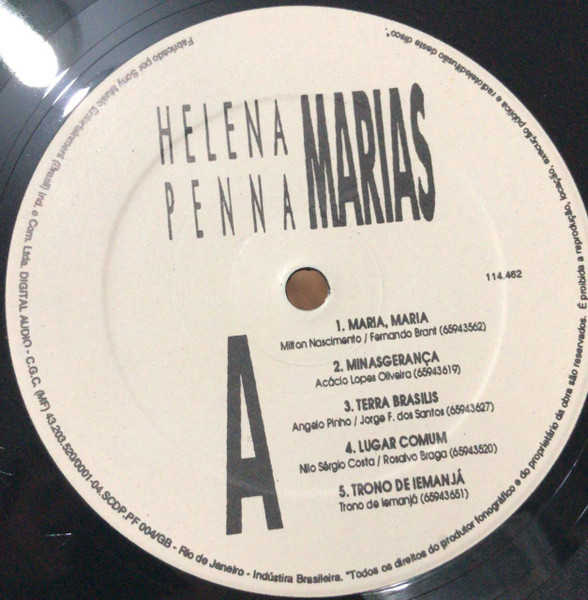 HELENA
PENNA
MARIAS
114.462
1. MARIA, MARIA
Milton Nascimento / Fernando Brant (65943562)
2. MINASGERANÇA
Acácio Lopes Oliveira (65943619)
3. TERRA BRASILIS
Angelo Pinho / Jorge F. dos Santos (65943627)
4. LUGAR COMUM
Nilo Sérgio Costa / Rosalvo Braga (65943520)
5. TRONO DE IEMANJÁ
Trono de Iemanjá (65943651)
A
Fabricado por Sony Music Entertainment (Brasil) Ind. e Com. Ltda. DIGITAL AUDIO - C.G.C. (MF) 43.203.520/0001-04.SCDP.PF 004/GB - Rio de Janeiro - Indústira Brasileira. "Todos os direitos do produtor fonográfico e do proprietário da obra são reservados. É proibida a reprodução, locação, execução pública e radioteledifusão deste disco".